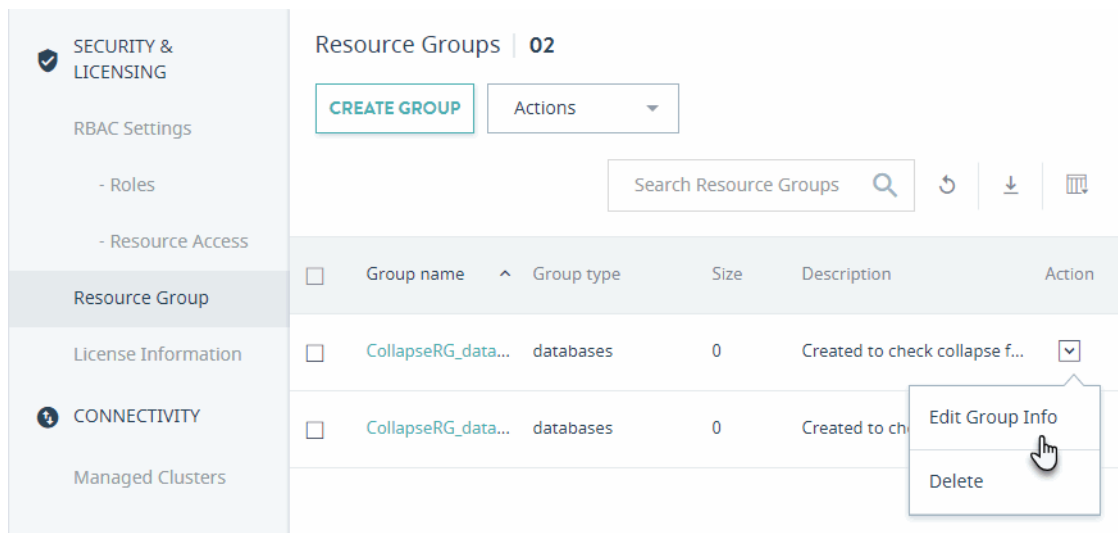 SECURITY &
LICENSING
RBAC Settings
- Roles
- Resource Access
Resource Group
License Information
CONNECTIVITY
Managed Clusters
Resource Groups | 02
CREATE GROUP
Actions
Search Resource Groups
Group name Group type Size Description Action
CollapseRG_data... databases 0 Created to check collapse f...
CollapseRG_data... databases 0 Created to ch
Edit Group Info
Delete